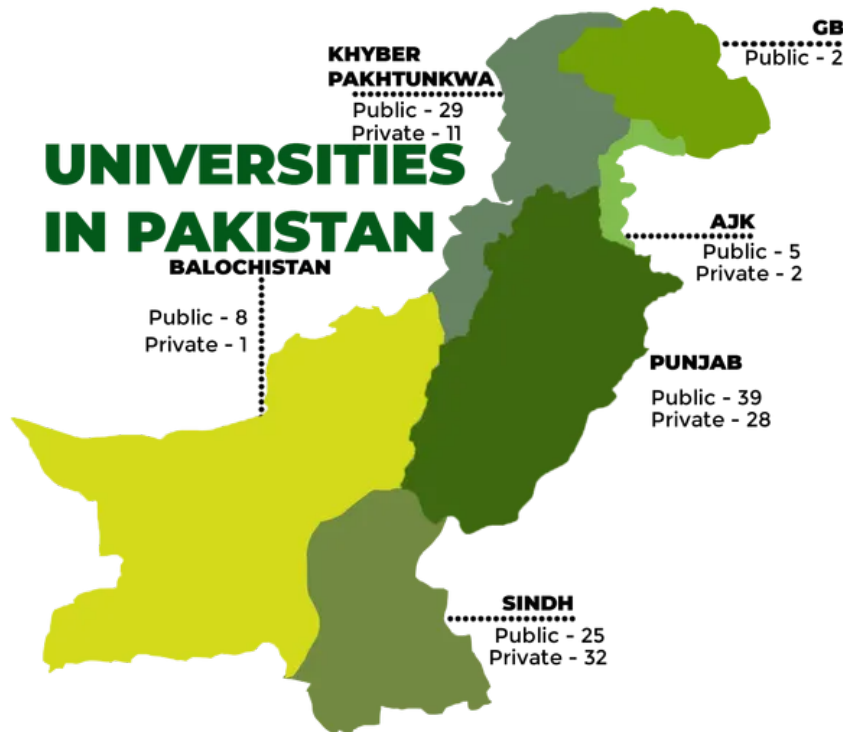 GB
Public - 2
KHYBER
PAKHTUNKWA
Public - 29
Private - 11
UNIVERSITIES
IN PAKISTAN
AJK
Public - 5
Private - 2
BALOCHISTAN
Public - 8
Private - 1
PUNJAB
Public - 39
Private - 28
SINDH
Public - 25
Private - 32